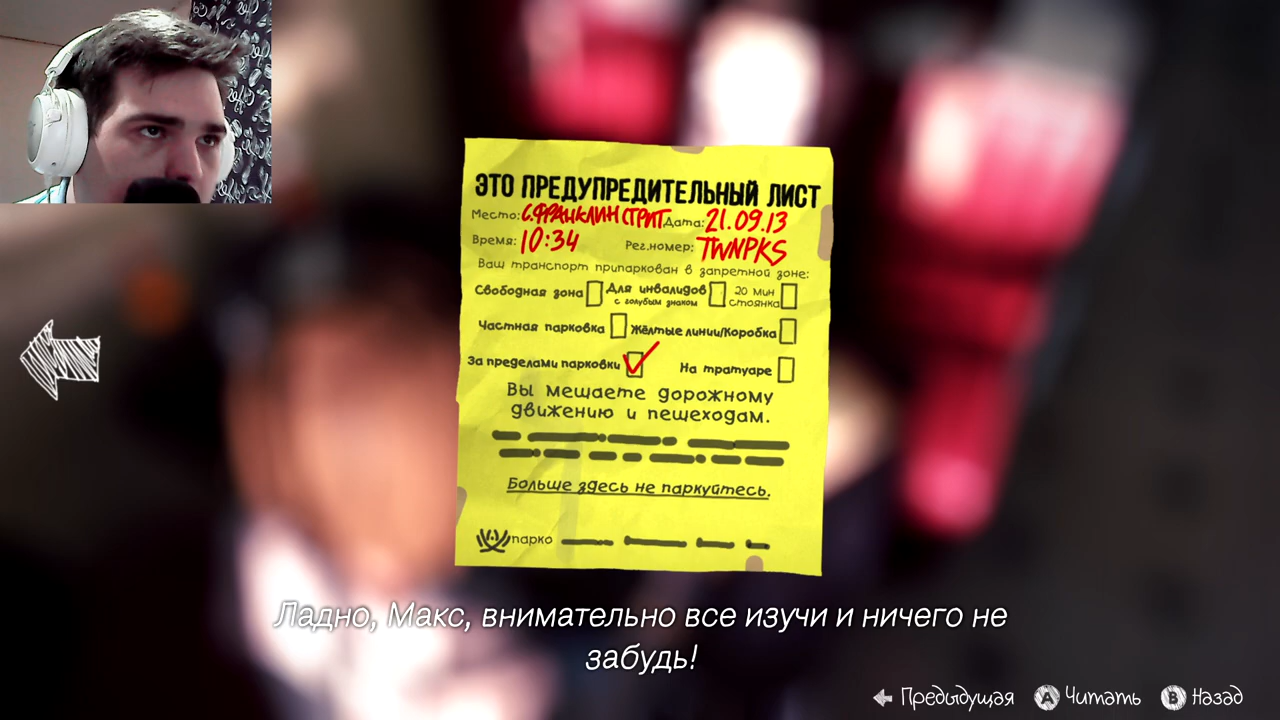 ЭТО ПРЕДУПРЕДИТЕЛЬНЫЙ ЛИСТ
Место: С.ФРАНКЛИН СТРИТ Дата: 21.09.13
Время: 10:34 Рег.номер: TWNPKS
Ваш транспорт припаркован в запретной зоне:
Свободная зона Для инвалидов с голубым знаком 20 мин стоянка
Частная парковка Жёлтые линии/Коробка
За пределами парковки На тратуаре
Вы мешаете дорожному
движению и пешеходам.
Больше здесь не паркуйтесь.
парко
Ладно, Макс, внимательно все изучи и ничего не
забудь!
Предыдущая A Читать B Назад